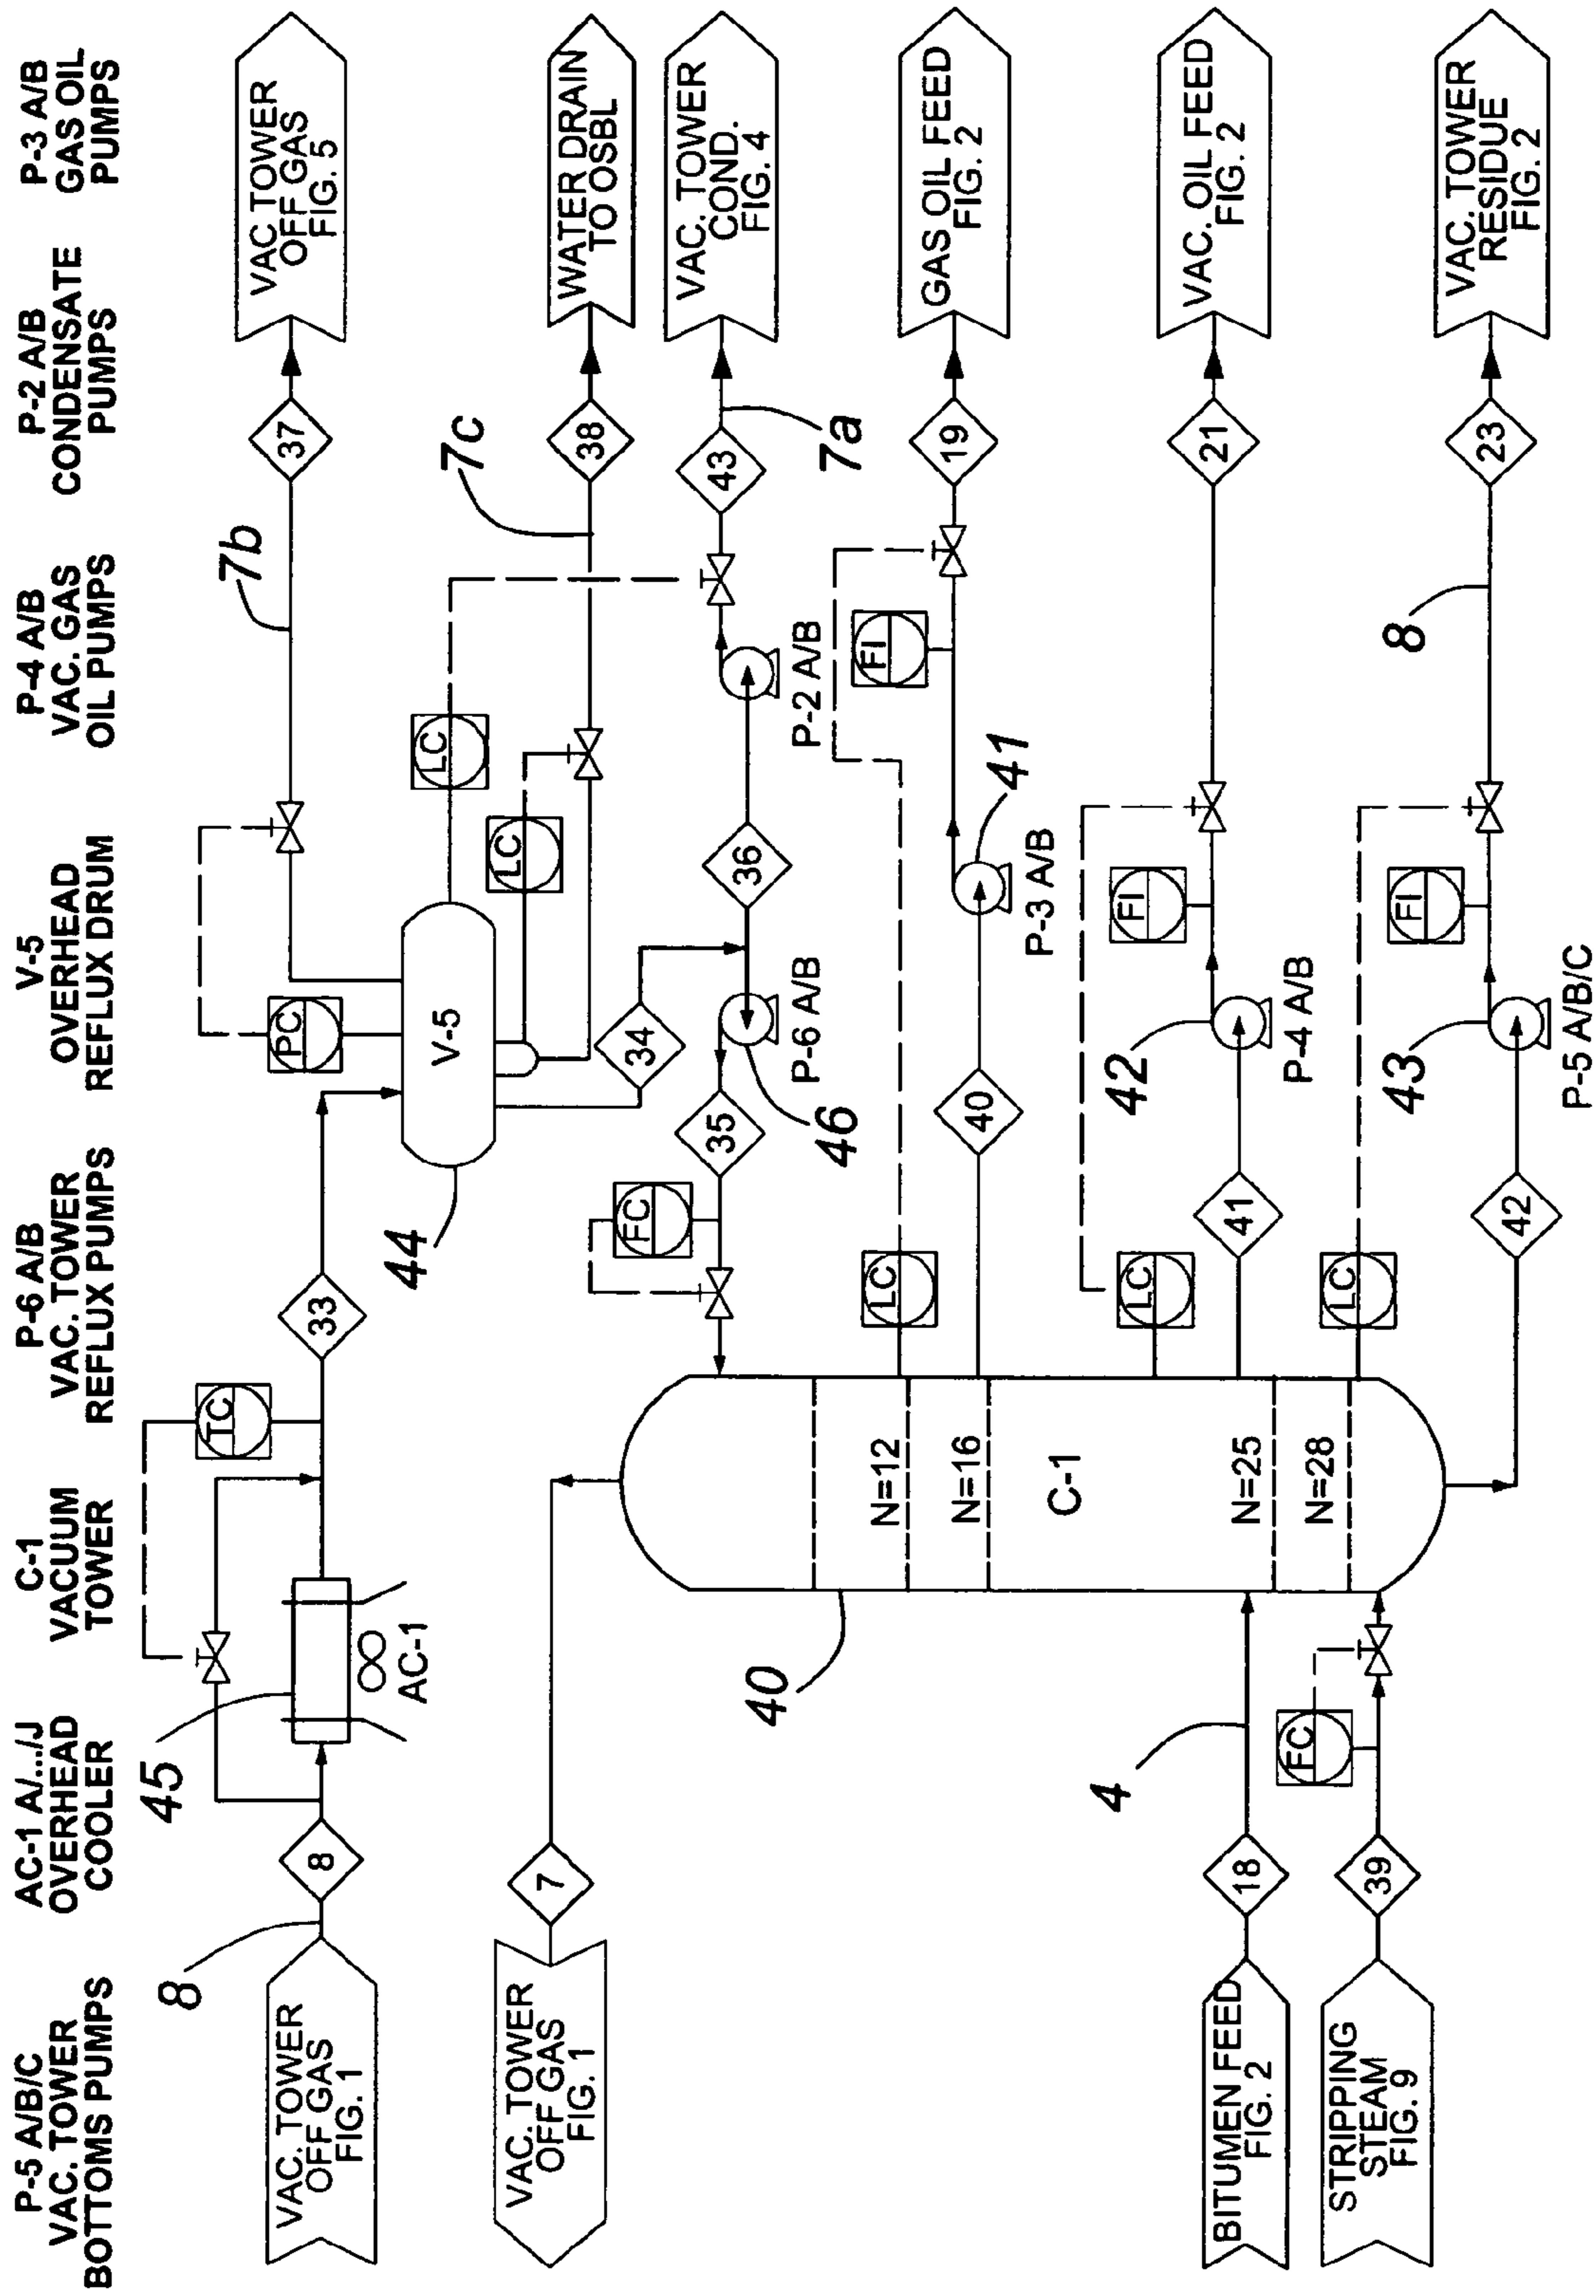 P-5 A/B/C
VAC. TOWER
BOTTOMS PUMPS
AC-1 A/.../J
OVERHEAD
COOLER
C-1
VACUUM
TOWER
P-6 A/B
VAC. TOWER
REFLUX PUMPS
V-5
OVERHEAD
REFLUX DRUM
P-4 A/B
VAC. GAS
OIL PUMPS
P-2 A/B
CONDENSATE
PUMPS
P-3 A/B
GAS OIL
PUMPS
VAC. TOWER
OFF GAS
FIG. 1
8
8
45
AC-1
TC
33
PC
V-5
44
7b
37
VAC TOWER
OFF GAS
FIG. 5
LC
LC
7c
38
WATER DRAIN
TO OSBL
34
36
P-2 A/B
43
7a
VAC. TOWER
COND.
FIG. 4
VAC. TOWER
OFF GAS
FIG. 1
7
FC
35
P-6 A/B
46
40
N=12
N=16
C-1
N=25
N=28
LC
40
P-3 A/B
41
FI
19
GAS OIL FEED
FIG. 2
BITUMEN FEED
FIG. 2
18
4
LC
41
42
P-4 A/B
FI
21
VAC. OIL FEED
FIG. 2
STRIPPING
STEAM
FIG. 9
39
FC
LC
42
43
P-5 A/B/C
FI
8
23
VAC. TOWER
RESIDUE
FIG. 2